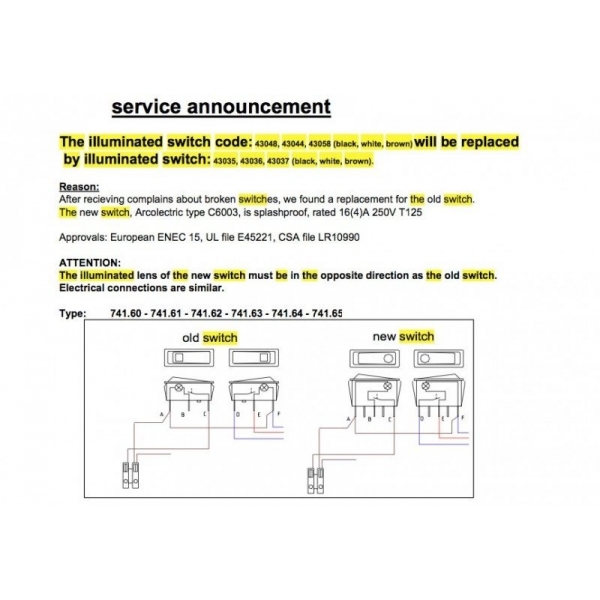 service announcement
The illuminated switch code: 43048, 43044, 43058 (black, white, brown) will be replaced
by illuminated switch: 43035, 43036, 43037 (black, white, brown).
Reason:
After recieving complains about broken switches, we found a replacement for the old switch.
The new switch, Arcolectric type C6003, is splashproof, rated 16(4)A 250V T125
Approvals: European ENEC 15, UL file E45221, CSA file LR10990
ATTENTION:
The illuminated lens of the new switch must be in the opposite direction as the old switch.
Electrical connections are similar.
Type: 741.60 - 741.61 - 741.62 - 741.63 - 741.64 - 741.65
old switch new switch
A B C D E F A B C D E F